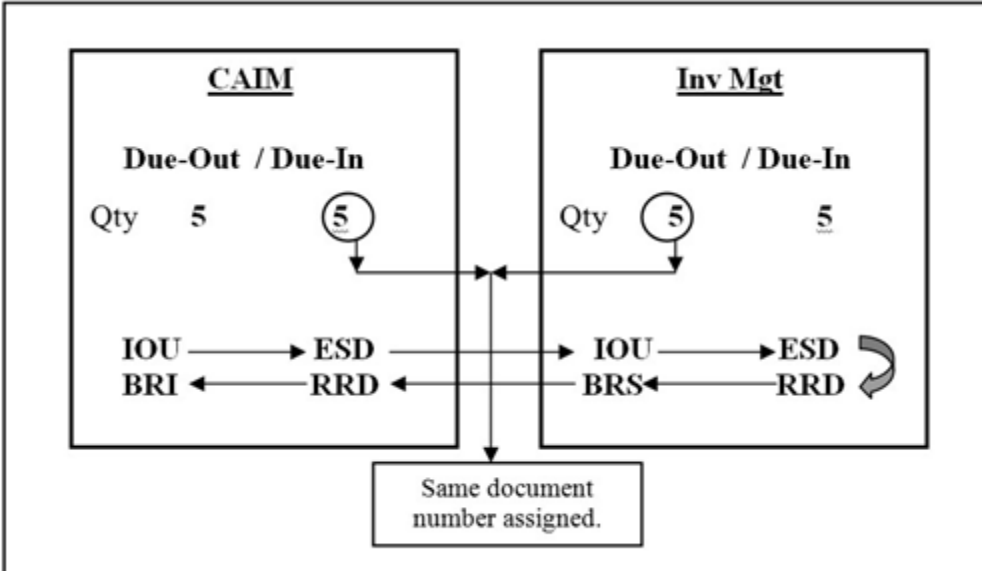 CAIM
Due-Out / Due-In
Qty 5 5
IOU ESD
BRI RRD
Inv Mgt
Due-Out / Due-In
Qty 5 5
IOU ESD
BRS RRD
Same document
number assigned.